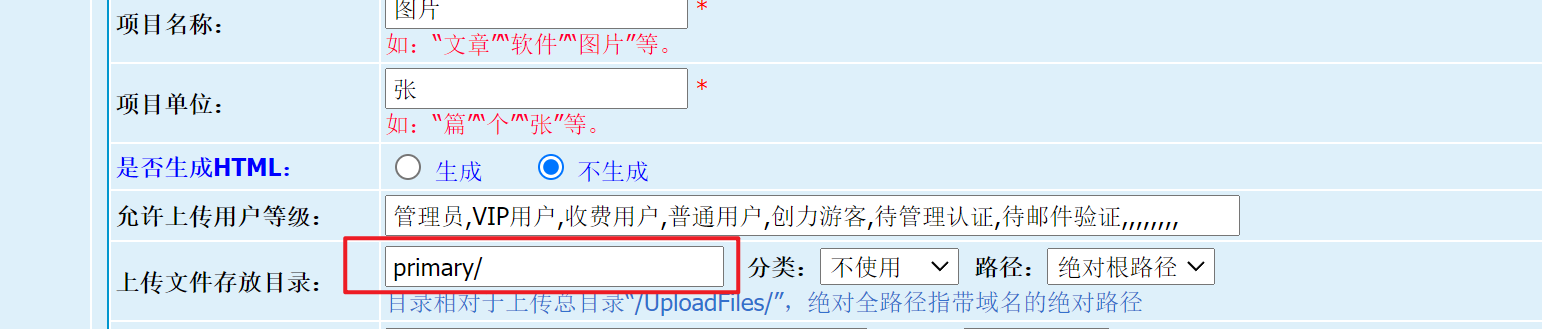 项目名称： 图片 *
如：“文章”“软件”“图片”等。
项目单位： 张 *
如：“篇”“个”“张”等。
是否生成HTML： 生成 不生成
允许上传用户等级： 管理员,VIP用户,收费用户,普通用户,创力游客,待管理认证,待邮件验证,,,,,,,,
上传文件存放目录： primary/ 分类： 不使用 路径： 绝对根路径
目录相对于上传总目录“/UploadFiles/”，绝对全路径指带域名的绝对路径